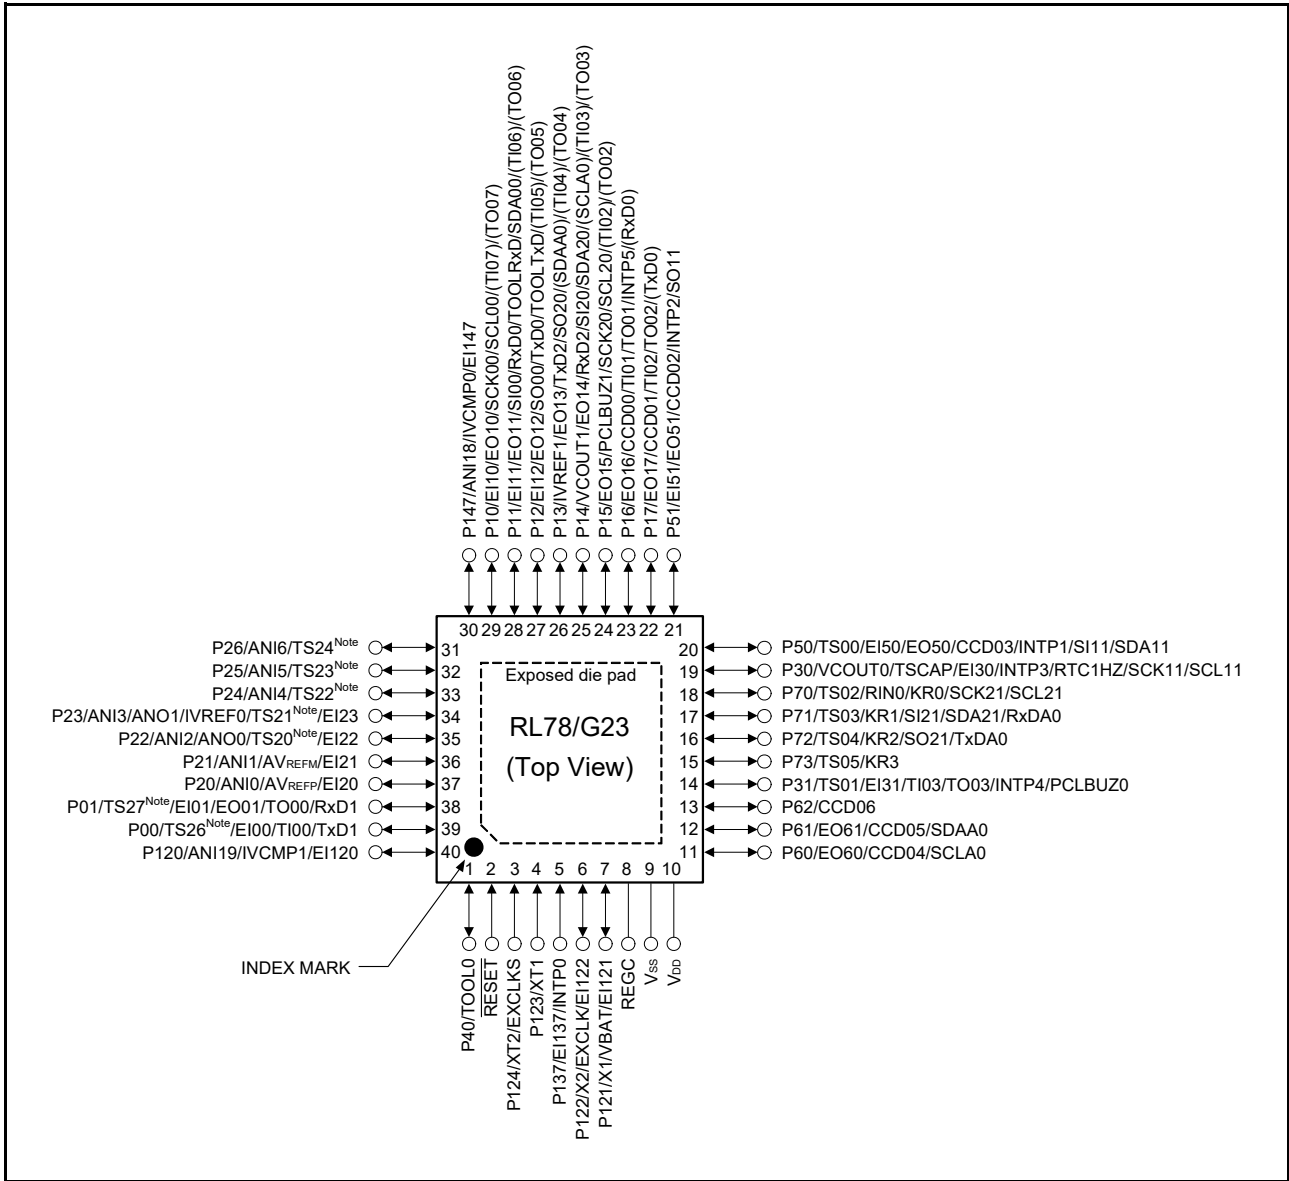 P147/ANI18/IVCMP0/EI147
P10/EI10/EO10/SCK00/SCL00/(TI07)/(TO07)
P11/EI11/EO11/SI00/RxD0/TOOLRxD/SDA00/(TI06)/(TO06)
P12/EI12/EO12/SO00/TxD0/TOOLTxD/(TI05)/(TO05)
P13/IVREF1/EO13/TxD2/SO20/(SDAA0)/(TI04)/(TO04)
P14/VCOUT1/EO14/RxD2/SI20/SDA20/(SCLA0)/(TI03)/(TO03)
P15/EO15/PCLBUZ1/SCK20/SCL20/(TI02)/(TO02)
P16/EO16/CCD00/TI01/TO01/INTP5/(RxD0)
P17/EO17/CCD01/TI02/TO02/(TxD0)
P51/EI51/EO51/CCD02/INTP2/SO11
30 29 28 27 26 25 24 23 22 21
P26/ANI6/TS24Note 31
P25/ANI5/TS23Note 32
P24/ANI4/TS22Note 33
P23/ANI3/ANO1/IVREF0/TS21Note/EI23 34
P22/ANI2/ANO0/TS20Note/EI22 35
P21/ANI1/AVREFM/EI21 36
P20/ANI0/AVREFP/EI20 37
P01/TS27Note/EI01/EO01/TO00/RxD1 38
P00/TS26Note/EI00/TI00/TxD1 39
P120/ANI19/IVCMP1/EI120 40
Exposed die pad
RL78/G23
(Top View)
20 P50/TS00/EI50/EO50/CCD03/INTP1/SI11/SDA11
19 P30/VCOUT0/TSCAP/EI30/INTP3/RTC1HZ/SCK11/SCL11
18 P70/TS02/RIN0/KR0/SCK21/SCL21
17 P71/TS03/KR1/SI21/SDA21/RxDA0
16 P72/TS04/KR2/SO21/TxDA0
15 P73/TS05/KR3
14 P31/TS01/EI31/TI03/TO03/INTP4/PCLBUZ0
13 P62/CCD06
12 P61/EO61/CCD05/SDAA0
11 P60/EO60/CCD04/SCLA0
1 2 3 4 5 6 7 8 9 10
INDEX MARK
P40/TOOL0
RESET
P124/XT2/EXCLKS
P123/XT1
P137/EI137/INTP0
P122/X2/EXCLK/EI122
P121/X1/VBAT/EI121
REGC
VSS
VDD